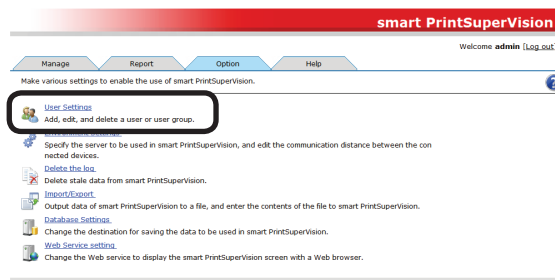 smart PrintSuperVision
Welcome admin [Log out]
Manage Report Option Help
Make various settings to enable the use of smart PrintSuperVision.
User Settings
Add, edit, and delete a user or user group.
Environment Settings
Specify the server to be used in smart PrintSuperVision, and edit the communication distance between the con
nected devices.
Delete the log
Delete stale data from smart PrintSuperVision.
Import/Export
Output data of smart PrintSuperVision to a file, and enter the contents of the file to smart PrintSuperVision.
Database Settings
Change the destination for saving the data to be used in smart PrintSuperVision.
Web Service setting
Change the Web service to display the smart PrintSuperVision screen with a Web browser.